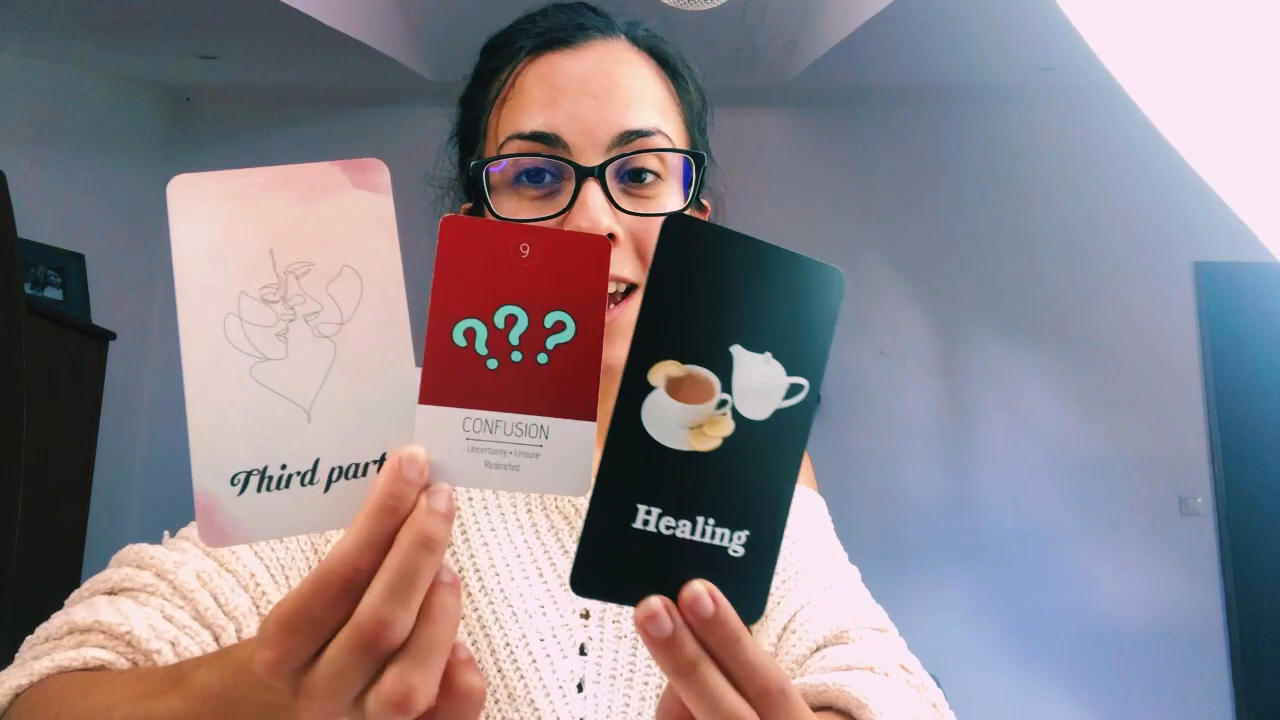 Third part
9
???
CONFUSION
Uncertainty • Unsure
Restricted
Healing